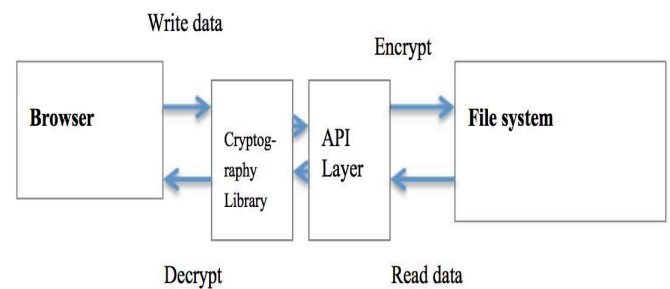 Write data
Encrypt
Browser
Cryptog-
raphy
Library
API
Layer
File system
Decrypt
Read data